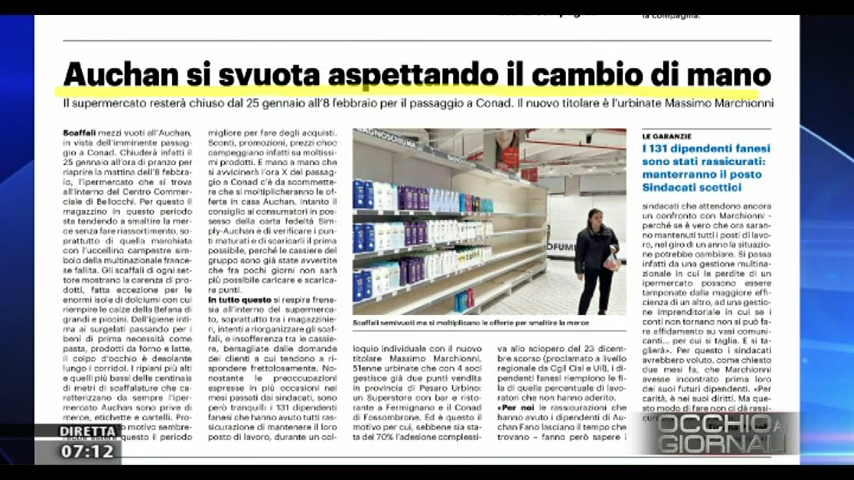 la compagnia.
Auchan si svuota aspettando il cambio di mano
Il supermercato resterà chiuso dal 25 gennaio all'8 febbraio per il passaggio a Conad. Il nuovo titolare è l'urbinate Massimo Marchionni
Scaffali mezzi vuoti all'Auchan,
in vista dell'imminente passag-
gio a Conad. Chiuderà infatti il
25 gennaio all'ora di pranzo per
riaprire la mattina dell'8 febbra-
io, l'ipermercato che si trova
all'interno del Centro Commer-
ciale di Bellocchi. Per questo il
magazzino in questo periodo
sta tendendo a smaltire la mer-
ce senza fare riassortimento, so-
prattutto di quella marchiata
con l'uccellino campestre sim-
bolo della multinazionale france-
se fallita. Gli scaffali di ogni set-
tore mostrano la carenza di pro-
dotti, fatta eccezione per le
enormi isole di dolciumi con cui
riempire le calze della Befana di
grandi e piccini. Dall'igiene inti-
ma ai surgelati passando per i
beni di prima necessità come
pasta, prodotti da forno e latte,
il colpo d'occhio è desolante
lungo i corridoi. I ripiani più alti
e quelli più bassi delle centinaia
di metri di scaffalature che ca-
ratterizzano da sempre l'iper-
mercato Auchan sono prive di
merce, etichette e cartelli. Pro-
motivo sembre-
questo il periodo
migliore per fare degli acquisti.
Sconti, promozioni, prezzi choc
campeggiano infatti su moltissi-
mi prodotti. E mano a mano che
si avvicinerà l'ora X del passag-
gio a Conad c'è da scommette-
re che si moltiplicheranno le of-
ferte in casa Auchan. Intanto il
consiglio ai consumatori in pos-
sesso della carta fedeltà Sim-
ply-Auchan è di verificare i pun-
ti maturati e di scaricarli il prima
possibile, perché le cassiere del
gruppo sono già state avvertite
che fra pochi giorni non sarà
più possibile caricare e scarica-
re punti.
In tutto questo si respira frene-
sia all'interno del supermerca-
to, soprattutto tra i magazzinie-
ri, intenti a riorganizzare gli scaf-
fali, e insofferenza tra le cassie-
re, bersagliate dalle domande
dei clienti a cui tendono a ri-
spondere frettolosamente. No-
nostante le preoccupazioni
espresse in più occasioni nei
mesi passati dai sindacati, sono
però tranquilli i 131 dipendenti
fanesi che hanno avuto tutti ras-
sicurazione di mantenere il loro
posto di lavoro, durante un col-
Scaffali semivuoti ma si moltiplicano le offerte per smaltire la merce
loquio individuale con il nuovo
titolare Massimo Marchionni,
51enne urbinate che con 4 soci
gestisce già due punti vendita
in provincia di Pesaro Urbino:
un Superstore con bar e risto-
rante a Fermignano e il Conad
di Fossombrone. Ed è questo il
motivo per cui, sebbene sia sta-
ta del 70% l'adesione complessi-
va allo sciopero del 23 dicem-
bre scorso (proclamato a livello
regionale da Cgil Cisl e Uil), i di-
pendenti fanesi riempiono le fi-
la di quella percentuale di lavo-
ratori che non hanno aderito.
«Per noi le rassicurazioni che
hanno avuto i dipendenti di Au-
chan Fano lasciano il tempo che
trovano – fanno però sapere i
LE GARANZIE
I 131 dipendenti fanesi
sono stati rassicurati:
manterranno il posto
Sindacati scettici
sindacati che attendono ancora
un confronto con Marchionni -
perché se è vero che ora saran-
no mantenuti tutti i posti di lavo-
ro, nel giro di un anno la situazio-
ne potrebbe cambiare. Si passa
infatti da una gestione multina-
zionale in cui le perdite di un
ipermercato possono essere
tamponate dalla maggiore effi-
cienza di un altro, ad una gestio-
ne imprenditoriale in cui se i
conti non tornano non si può fa-
re affidamento su vasi comuni-
canti... per cui si taglia. E si ta-
glierà». Per questo i sindacati
avrebbero voluto, come chiesto
due mesi fa, che Marchionni
avesse incontrato prima loro
dei suoi futuri dipendenti. «Per
carità, è nei suoi diritti. Ma que-
sto modo di fare non ci dà rassi-
DIRETTA
07:12
OCCHIO AI
GIORNALI